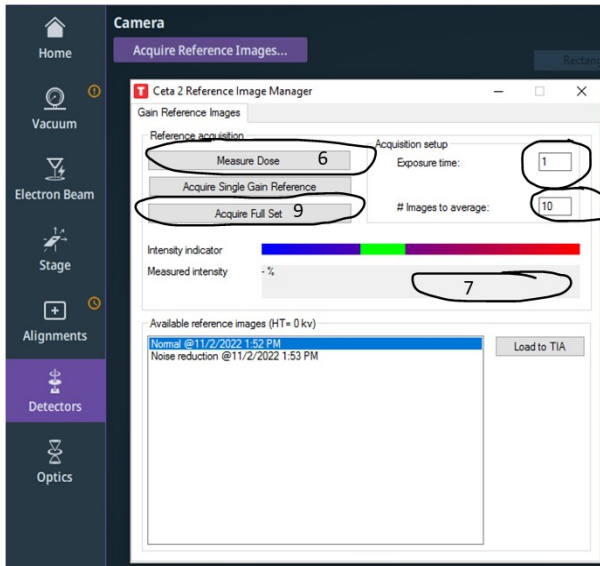 Camera
Home
Acquire Reference Images...
Rectang
Ceta 2 Reference Image Manager
Gain Reference Images
Vacuum
Reference acquisition
Acquisition setup
Measure Dose 6
Exposure time: 1
Acquire Single Gain Reference
Electron Beam
Acquire Full Set 9
# Images to average: 10
Intensity indicator
Stage
Measured intensity - %
7
Available reference images (HT= 0 kv)
Alignments
Normal @11/2/2022 1:52 PM
Load to TIA
Noise reduction @11/2/2022 1:53 PM
Detectors
Optics